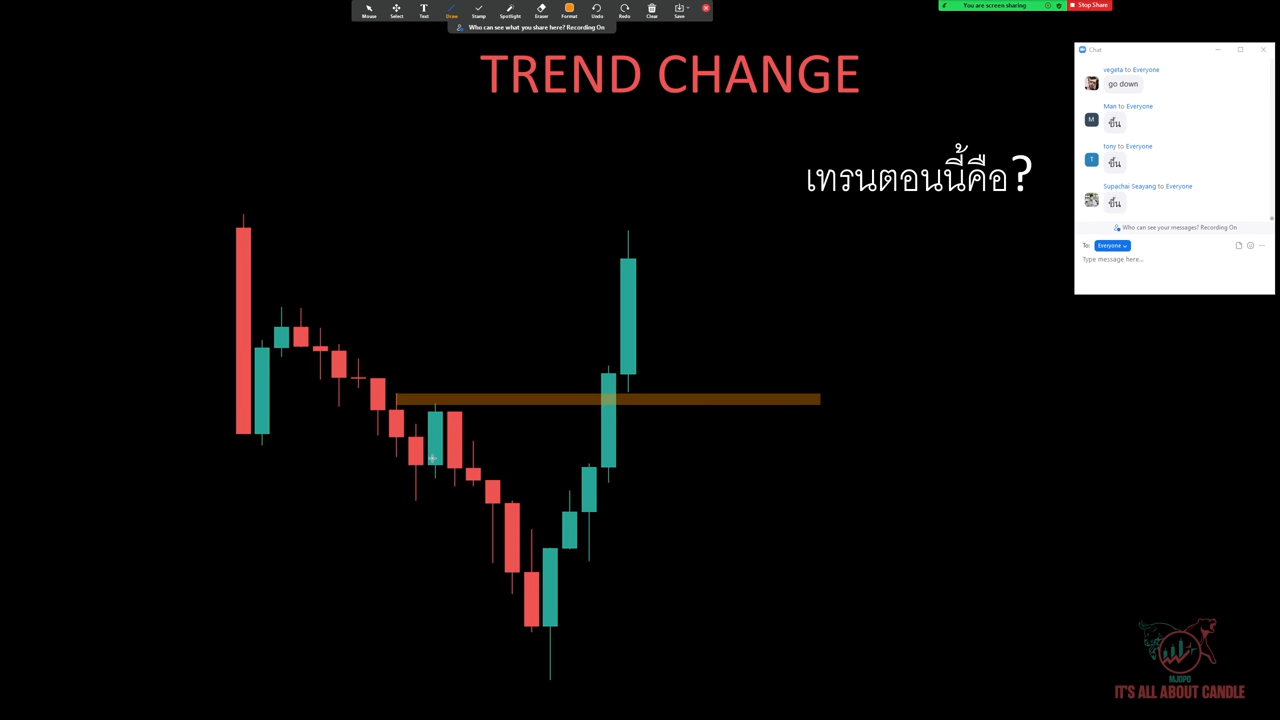 Mouse Select Text Draw Stamp Spotlight Eraser Format Undo Redo Clear Save
Who can see what you share here? Recording On
You are screen sharing Stop Share
TREND CHANGE
เทรนตอนนี้คือ?
Chat
vegeta to Everyone
go down
Man to Everyone
M
ขึ้น
tony to Everyone
T
ขึ้น
Supachai Seayang to Everyone
ขึ้น
Who can see your messages? Recording On
To: Everyone
Type message here...
MJOPO
IT'S ALL ABOUT CANDLE